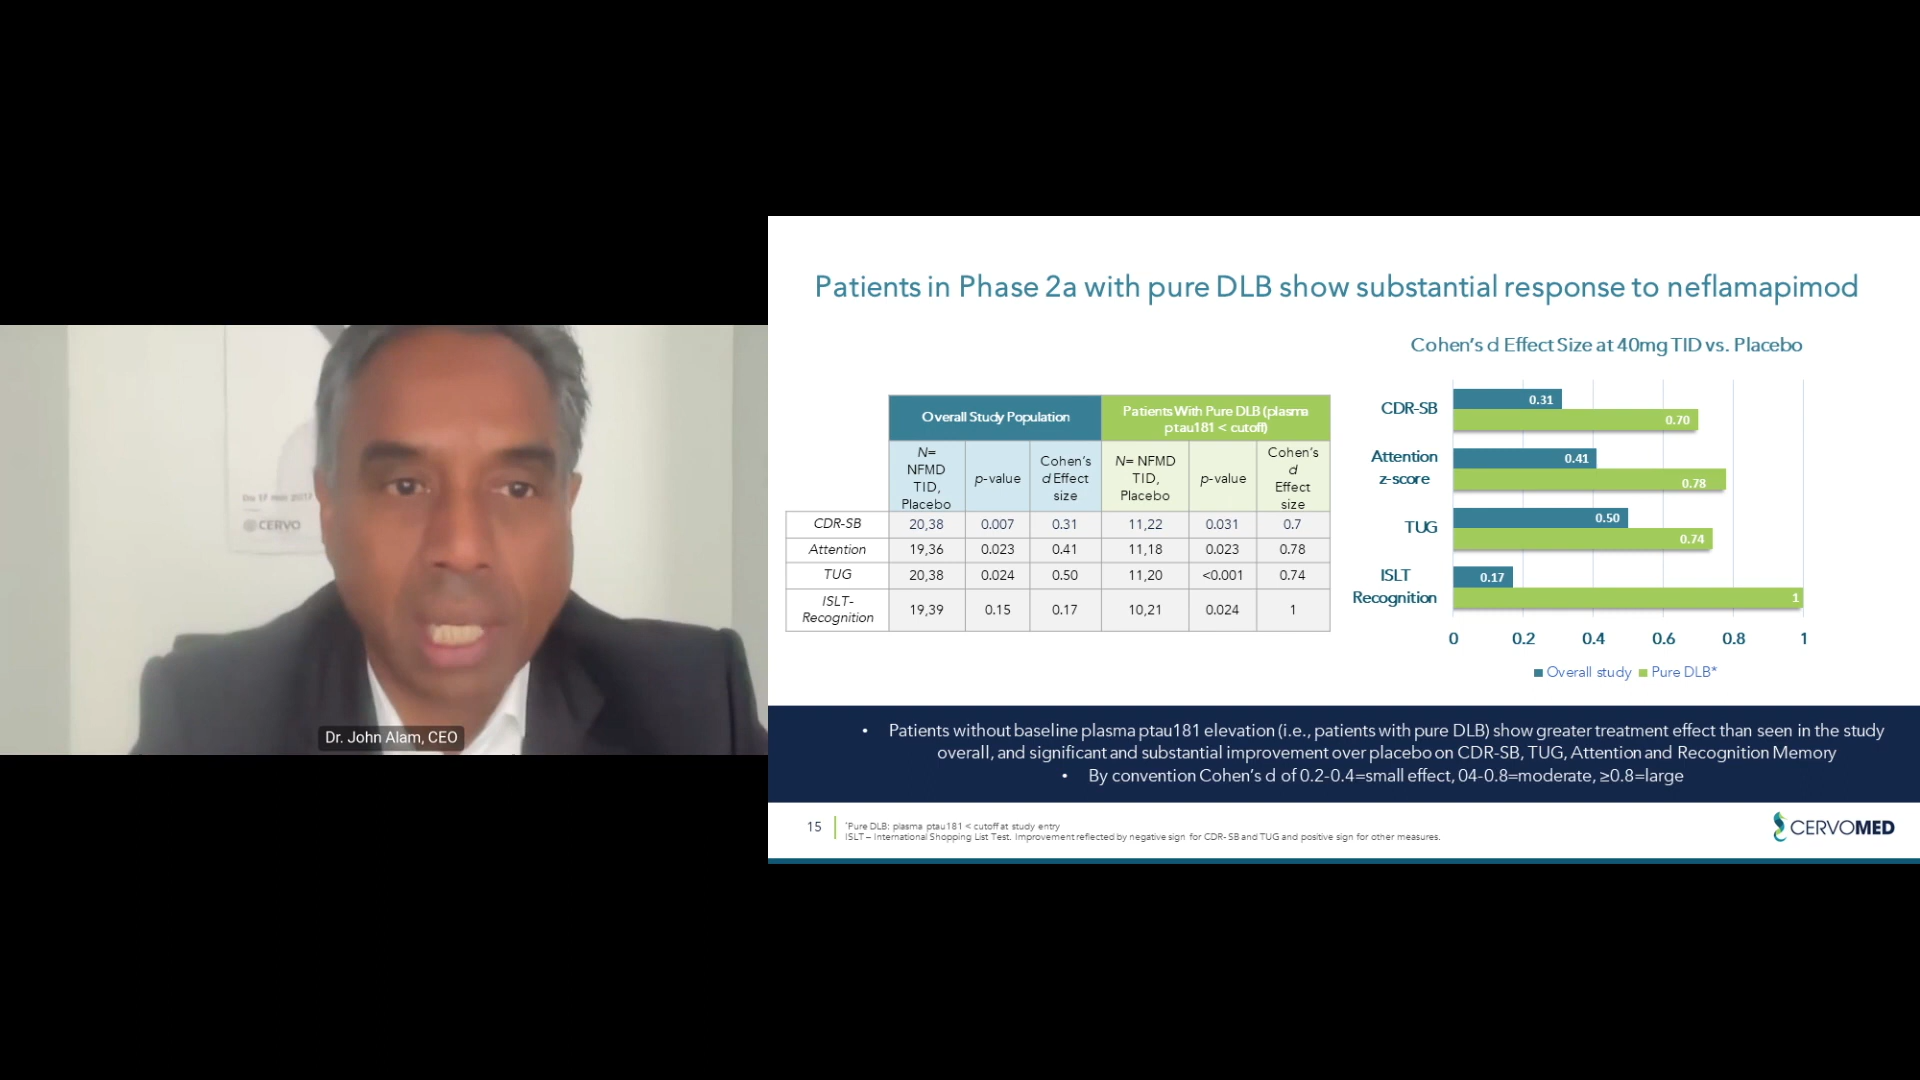 Patients in Phase 2a with pure DLB show substantial response to neflamapimod
Cohen's d Effect Size at 40mg TID vs. Placebo
Overall Study Population
Patients With Pure DLB (plasma
ptau181 < cutoff)
N=
NFMD
TID,
Placebo
p-value
Cohen's
d Effect
size
N= NFMD
TID,
Placebo
p-value
Cohen's
d
Effect
size
CDR-SB 20,38 0.007 0.31 11,22 0.031 0.7
Attention 19,36 0.023 0.41 11,18 0.023 0.78
TUG 20,38 0.024 0.50 11,20 <0.001 0.74
ISLT-
Recognition 19,39 0.15 0.17 10,21 0.024 1
CDR-SB
0.31
0.70
Attention
z-score
0.41
0.78
TUG
0.50
0.74
ISLT
Recognition
0.17
1
0 0.2 0.4 0.6 0.8 1
Overall study Pure DLB*
CERVO
Dr. John Alam, CEO
• Patients without baseline plasma ptau181 elevation (i.e., patients with pure DLB) show greater treatment effect than seen in the study
overall, and significant and substantial improvement over placebo on CDR-SB, TUG, Attention and Recognition Memory
• By convention Cohen's d of 0.2-0.4=small effect, 04-0.8=moderate, ≥0.8=large
15
*Pure DLB: plasma ptau181 < cutoff at study entry
ISLT – International Shopping List Test. Improvement reflected by negative sign for CDR- SB and TUG and positive sign for other measures.
CERVOMED